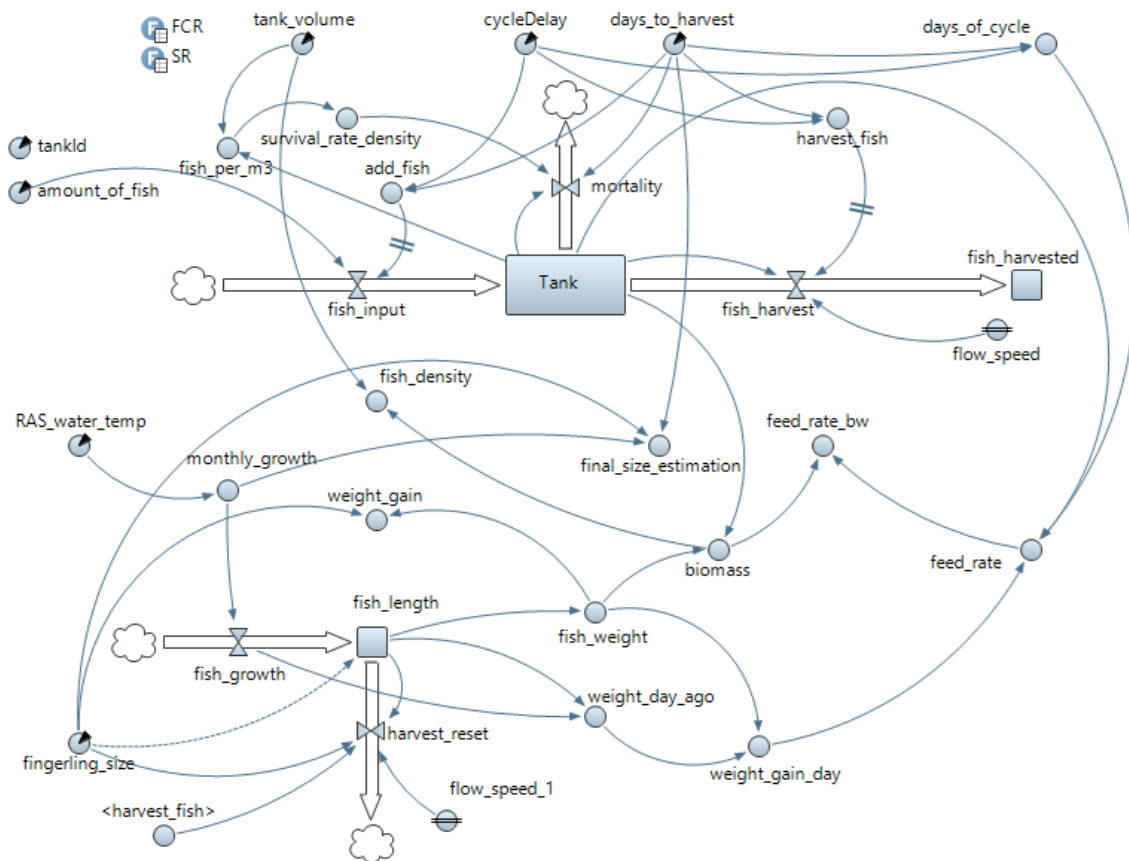 FCR
SR
tank_volume
cycleDelay
days_to_harvest
days_of_cycle
survival_rate_density
harvest_fish
tankId
fish_per_m3
add_fish
mortality
amount_of_fish
fish_harvested
Tank
fish_input
fish_harvest
flow_speed
fish_density
RAS_water_temp
feed_rate_bw
monthly_growth
final_size_estimation
weight_gain
biomass
feed_rate
fish_length
fish_weight
fish_growth
weight_day_ago
harvest_reset
fingerling_size
weight_gain_day
<harvest_fish>
flow_speed_1